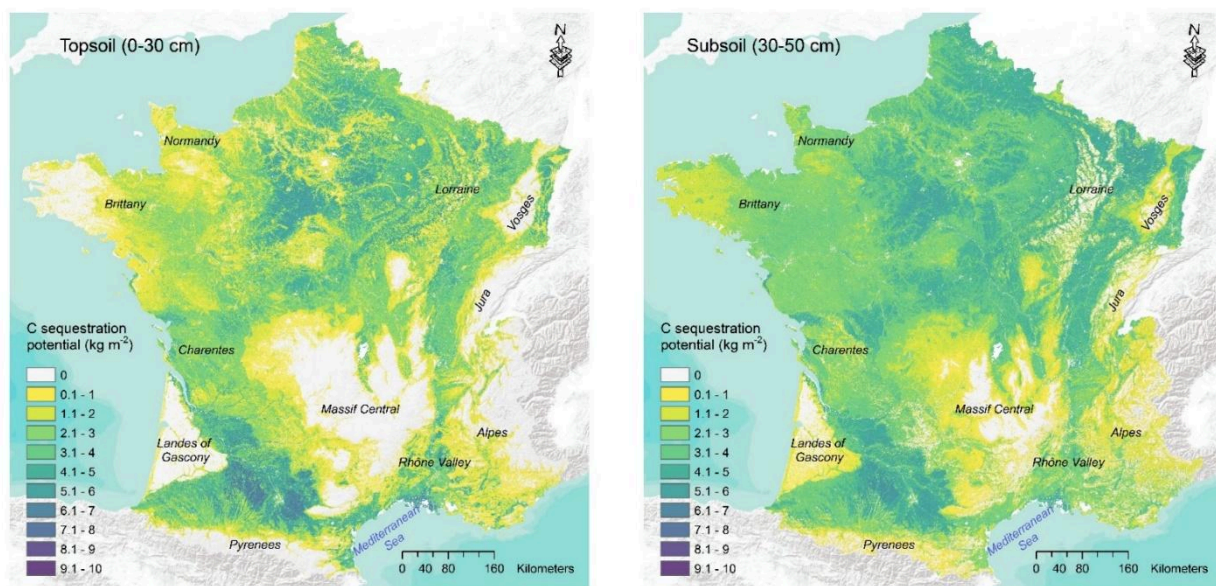 Topsoil (0-30 cm)
N
Normandy
Brittany
Lorraine
Vosges
Jura
C sequestration
potential (kg m-2)
0
0.1 - 1
1.1 - 2
2.1 - 3
3.1 - 4
4.1 - 5
5.1 - 6
6.1 - 7
7.1 - 8
8.1 - 9
9.1 - 10
Charentes
Massif Central
Landes of
Gascony
Alpes
Rhône Valley
Pyrenees
Mediterranean
Sea
0 40 80 160 Kilometers
Subsoil (30-50 cm)
N
Normandy
Brittany
Lorraine
Vosges
Jura
C sequestration
potential (kg m-2)
0
0.1 - 1
1.1 - 2
2.1 - 3
3.1 - 4
4.1 - 5
5.1 - 6
6.1 - 7
7.1 - 8
8.1 - 9
9.1 - 10
Charentes
Massif Central
Landes of
Gascony
Alpes
Rhône Valley
Pyrenees
Mediterranean
Sea
0 40 80 160 Kilometers